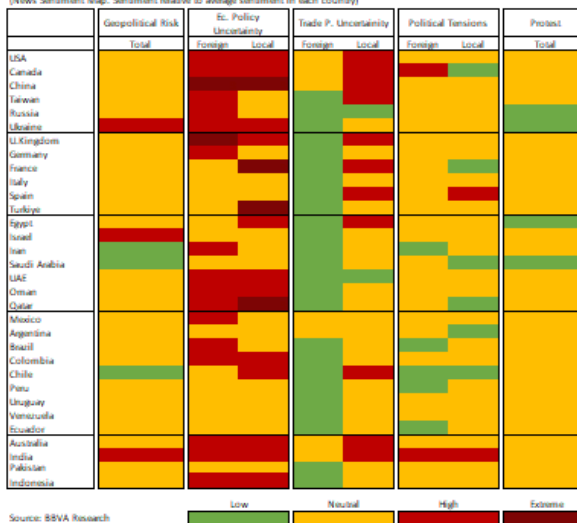 (News Sentiment Map. Sentiment relative to average sentiment in each country)
Geopolitical Risk Ec. Policy Uncertainty Trade P. Uncertainity Political Tensions Protest
Total Foreign Local Foreign Local Foreign Local Total
USA
Canada
China
Taiwan
Russia
Ukraine
U.Kingdom
Germany
France
Italy
Spain
Turkiye
Egypt
Israel
Iran
Saudi Arabia
UAE
Oman
Qatar
Mexico
Argentina
Brazil
Colombia
Chile
Peru
Uruguay
Venezuela
Ecuador
Australia
India
Pakistan
Indonesia
Low Neutral High Extreme
Source: BBVA Research